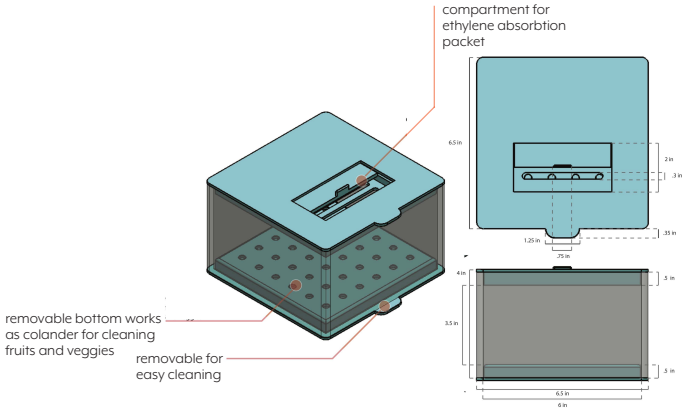 compartment for
ethylene absorbtion
packet
6.5 in
2 in
.3 in
.35 in
1.25 in
.75 in
removable bottom works
as colander for cleaning
fruits and veggies
removable for
easy cleaning
4 in
.5 in
3.5 in
.5 in
6.5 in
6 in